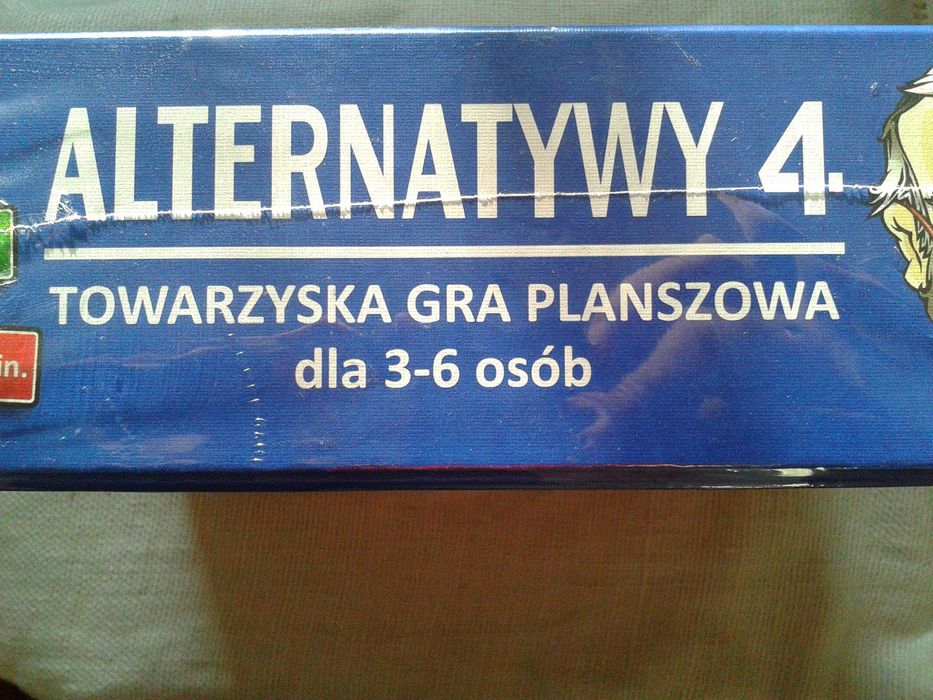 ALTERNATYWY 4.
TOWARZYSKA GRA PLANSZOWA
dla 3-6 osób